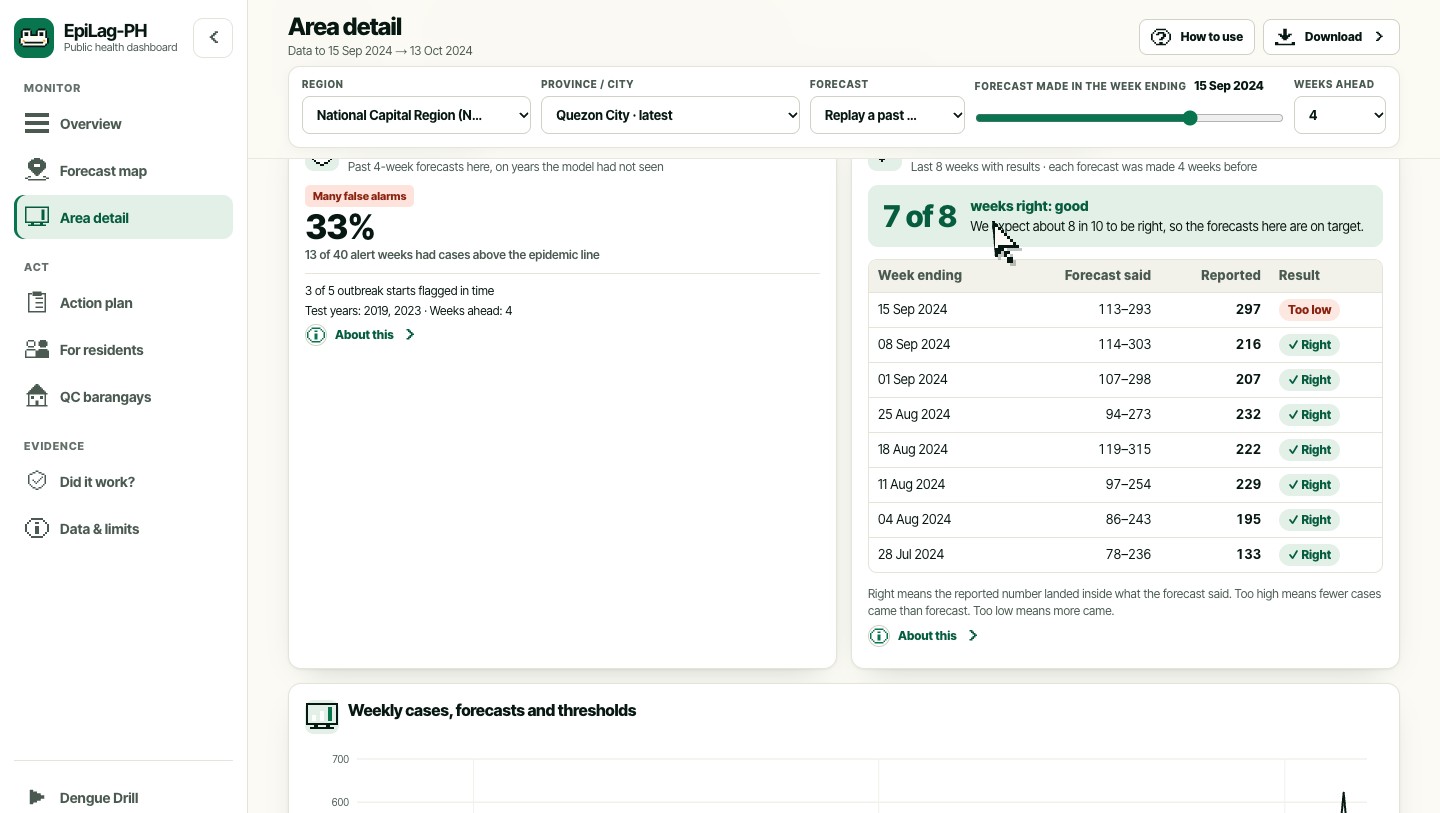 EpiLag-PH
Public health dashboard
MONITOR
Overview
Forecast map
Area detail
ACT
Action plan
For residents
QC barangays
EVIDENCE
Did it work?
Data & limits
Dengue Drill
Area detail
Data to 15 Sep 2024 → 13 Oct 2024
How to use
Download
REGION
National Capital Region (N...
PROVINCE / CITY
Quezon City · latest
FORECAST
Replay a past ...
FORECAST MADE IN THE WEEK ENDING 15 Sep 2024
WEEKS AHEAD
4
Past 4-week forecasts here, on years the model had not seen
Many false alarms
33%
13 of 40 alert weeks had cases above the epidemic line
3 of 5 outbreak starts flagged in time
Test years: 2019, 2023 · Weeks ahead: 4
About this
Last 8 weeks with results · each forecast was made 4 weeks before
7 of 8
weeks right: good
We expect about 8 in 10 to be right, so the forecasts here are on target.
Week ending Forecast said Reported Result
15 Sep 2024 113–293 297 Too low
08 Sep 2024 114–303 216 ✓ Right
01 Sep 2024 107–298 207 ✓ Right
25 Aug 2024 94–273 232 ✓ Right
18 Aug 2024 119–315 222 ✓ Right
11 Aug 2024 97–254 229 ✓ Right
04 Aug 2024 86–243 195 ✓ Right
28 Jul 2024 78–236 133 ✓ Right
Right means the reported number landed inside what the forecast said. Too high means fewer cases
came than forecast. Too low means more came.
About this
Weekly cases, forecasts and thresholds
700
600